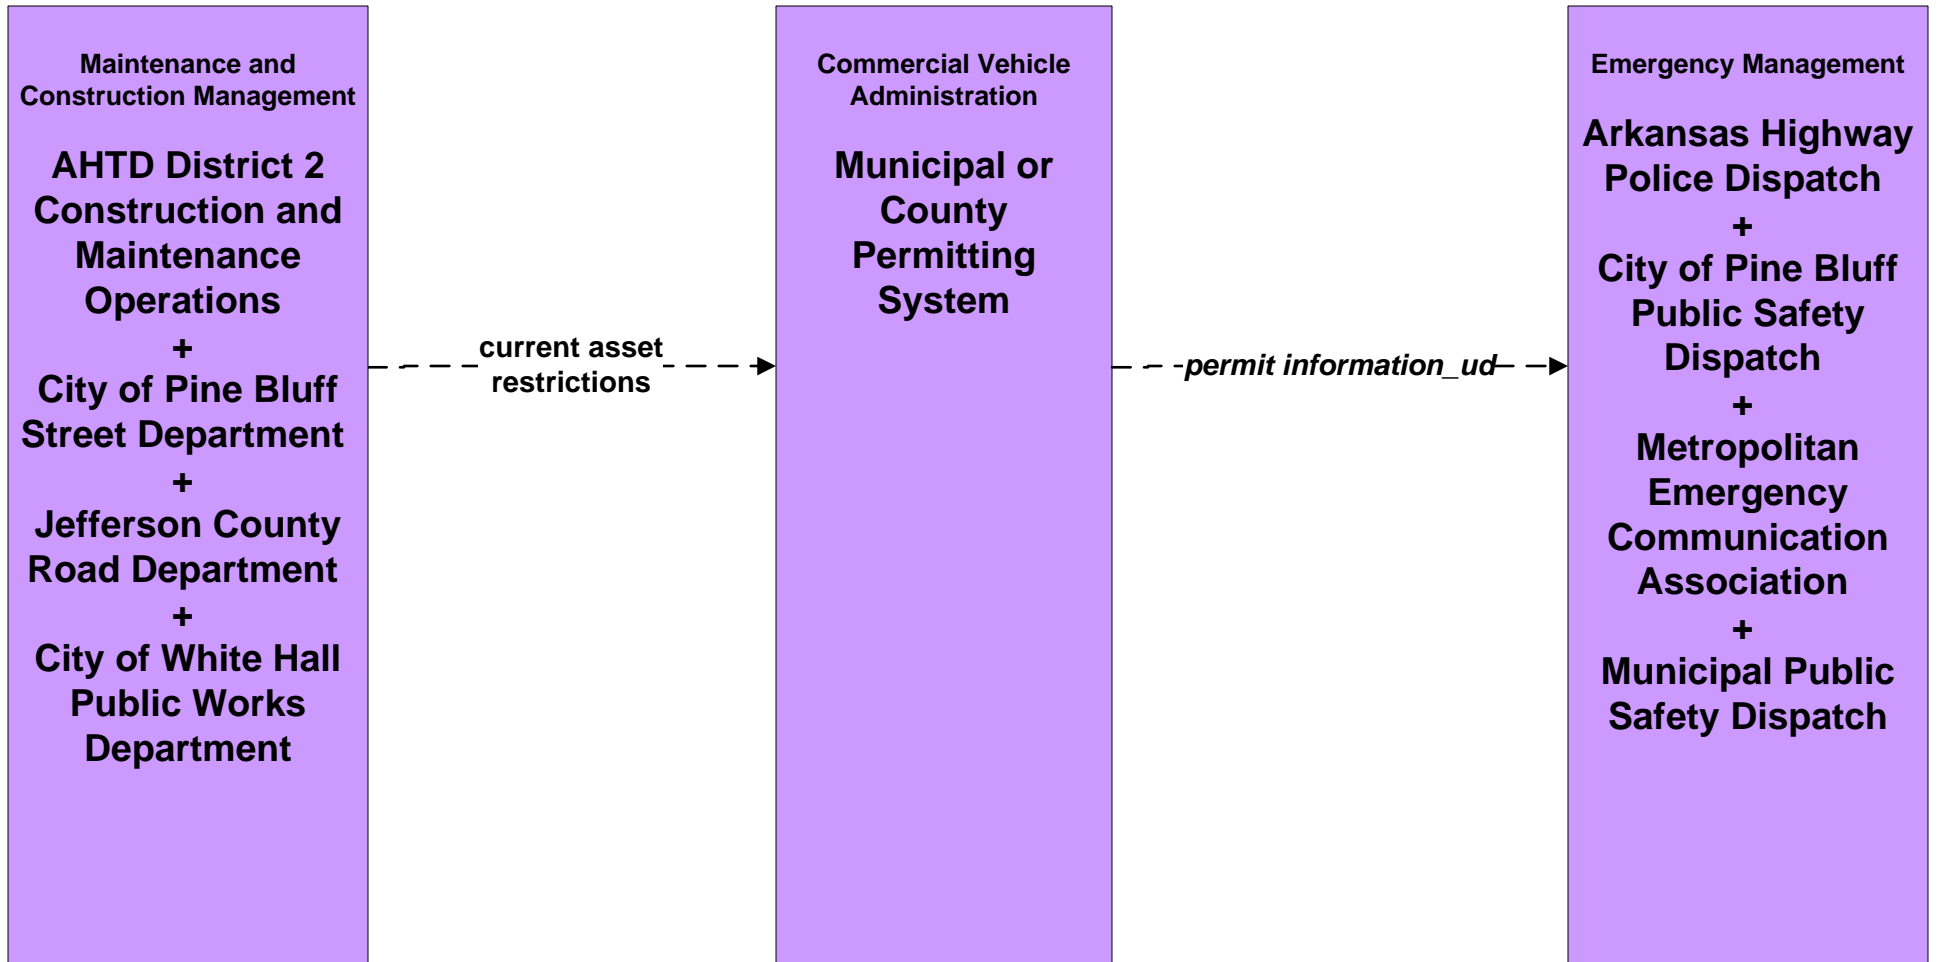 Maintenance and
Construction Management
AHTD District 2
Construction and
Maintenance
Operations
+
City of Pine Bluff
Street Department
+
Jefferson County
Road Department
+
City of White Hall
Public Works
Department
current asset
restrictions
Commercial Vehicle
Administration
Municipal or
County
Permitting
System
permit information_ud
Emergency Management
Arkansas Highway
Police Dispatch
+
City of Pine Bluff
Public Safety
Dispatch
+
Metropolitan
Emergency
Communication
Association
+
Municipal Public
Safety Dispatch